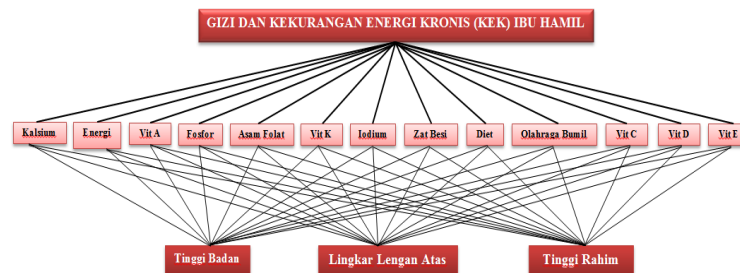 GIZI DAN KEKURANGAN ENERGI KRONIS (KEK) IBU HAMIL
Kalsium
Energi
Vit A
Fosfor
Asam Folat
Vit K
Iodium
Zat Besi
Diet
Olahraga Bumil
Vit C
Vit D
Vit E
Tinggi Badan
Lingkar Lengan Atas
Tinggi Rahim